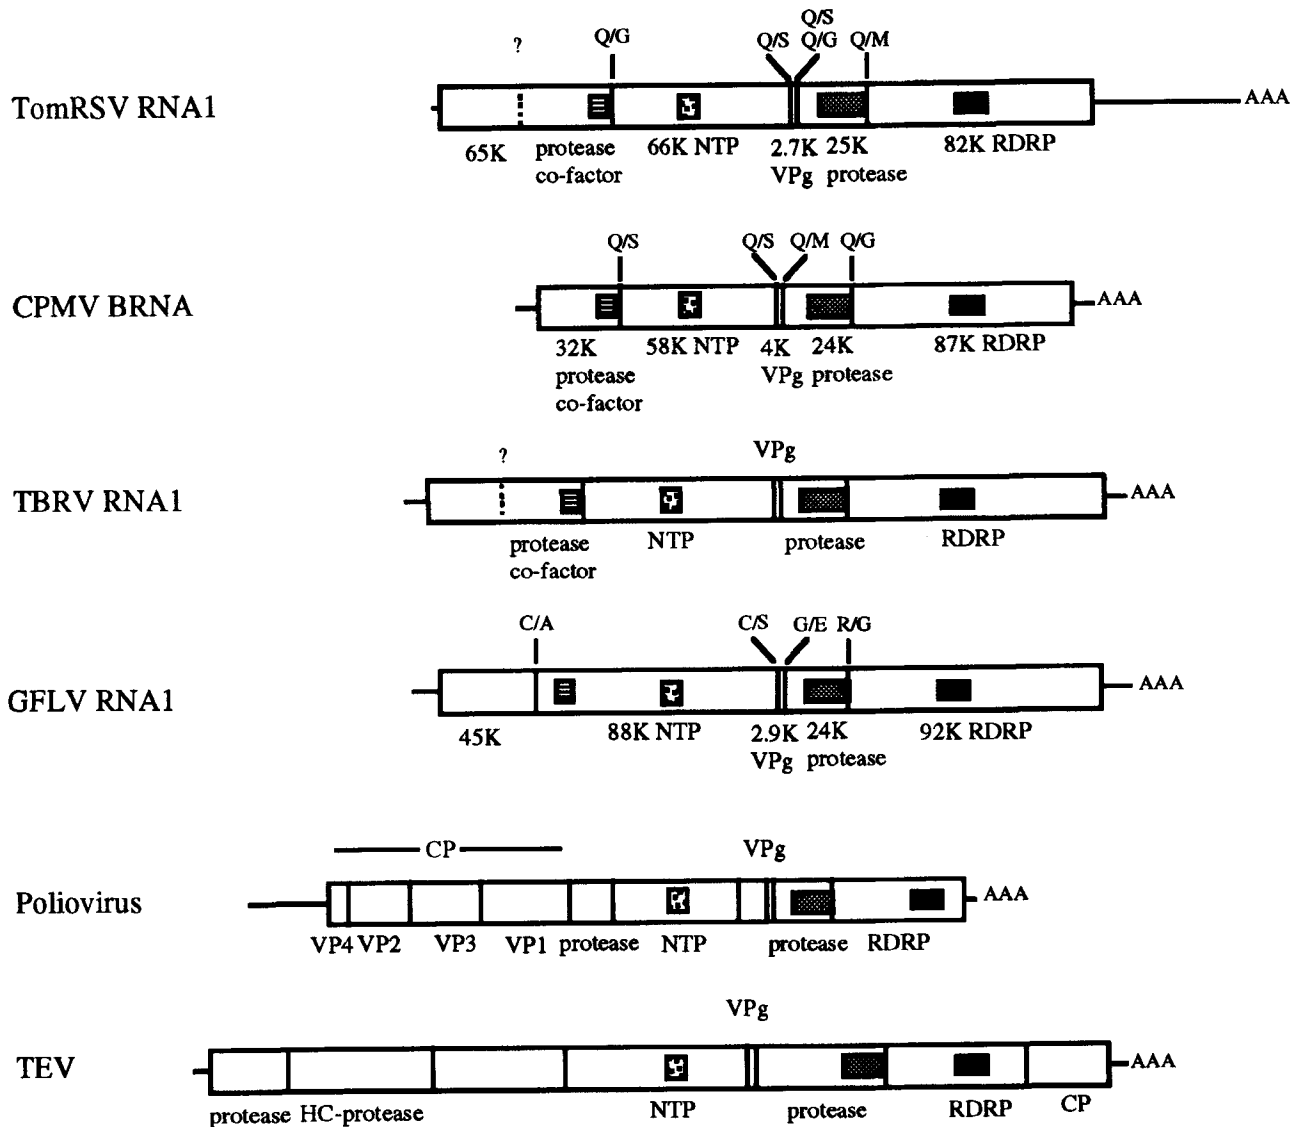 Q/S
? Q/G Q/S Q/G Q/M
TomRSV RNA1 AAA
65K protease 66K NTP 2.7K 25K 82K RDRP
co-factor VPg protease
Q/S Q/S Q/M Q/G
CPMV BRNA AAA
32K 58K NTP 4K 24K 87K RDRP
protease VPg protease
co-factor
? VPg
TBRV RNA1 AAA
protease NTP protease RDRP
co-factor
C/A C/S G/E R/G
GFLV RNA1 AAA
45K 88K NTP 2.9K 24K 92K RDRP
VPg protease
CP VPg
Poliovirus AAA
VP4 VP2 VP3 VP1 protease NTP protease RDRP
VPg
TEV AAA
protease HC-protease NTP protease RDRP CP